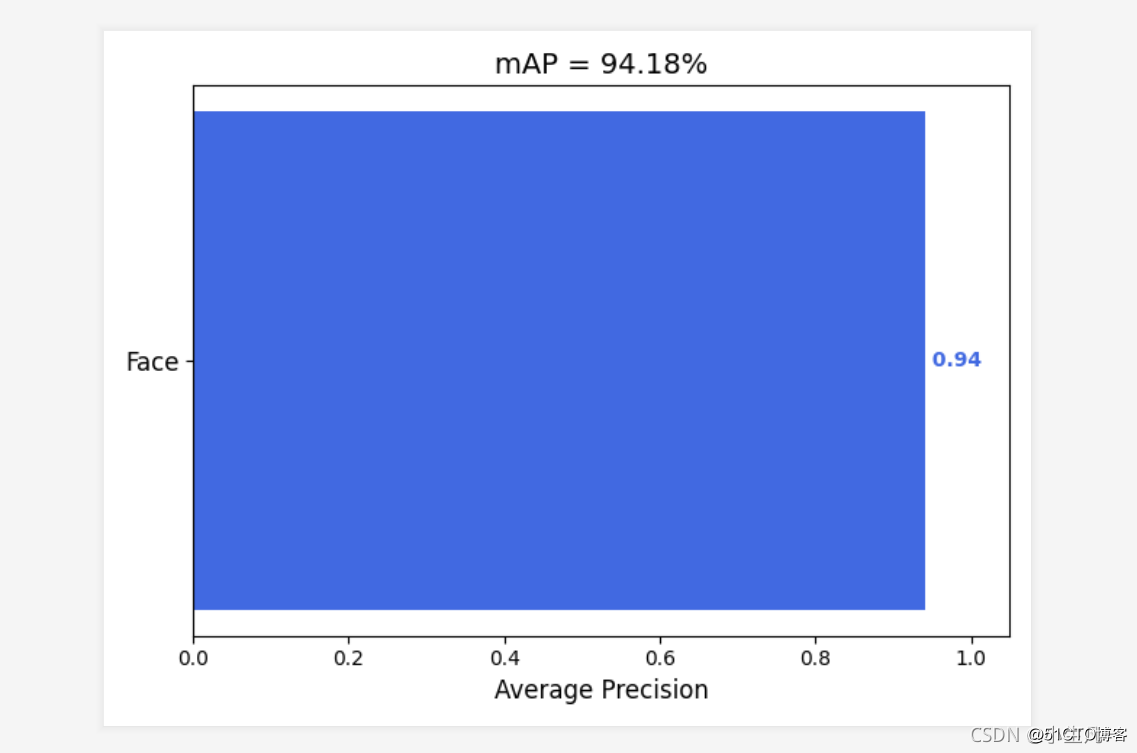 mAP = 94.18%
Face
0.94
0.0 0.2 0.4 0.6 0.8 1.0
Average Precision
CSDN @51CTO博客